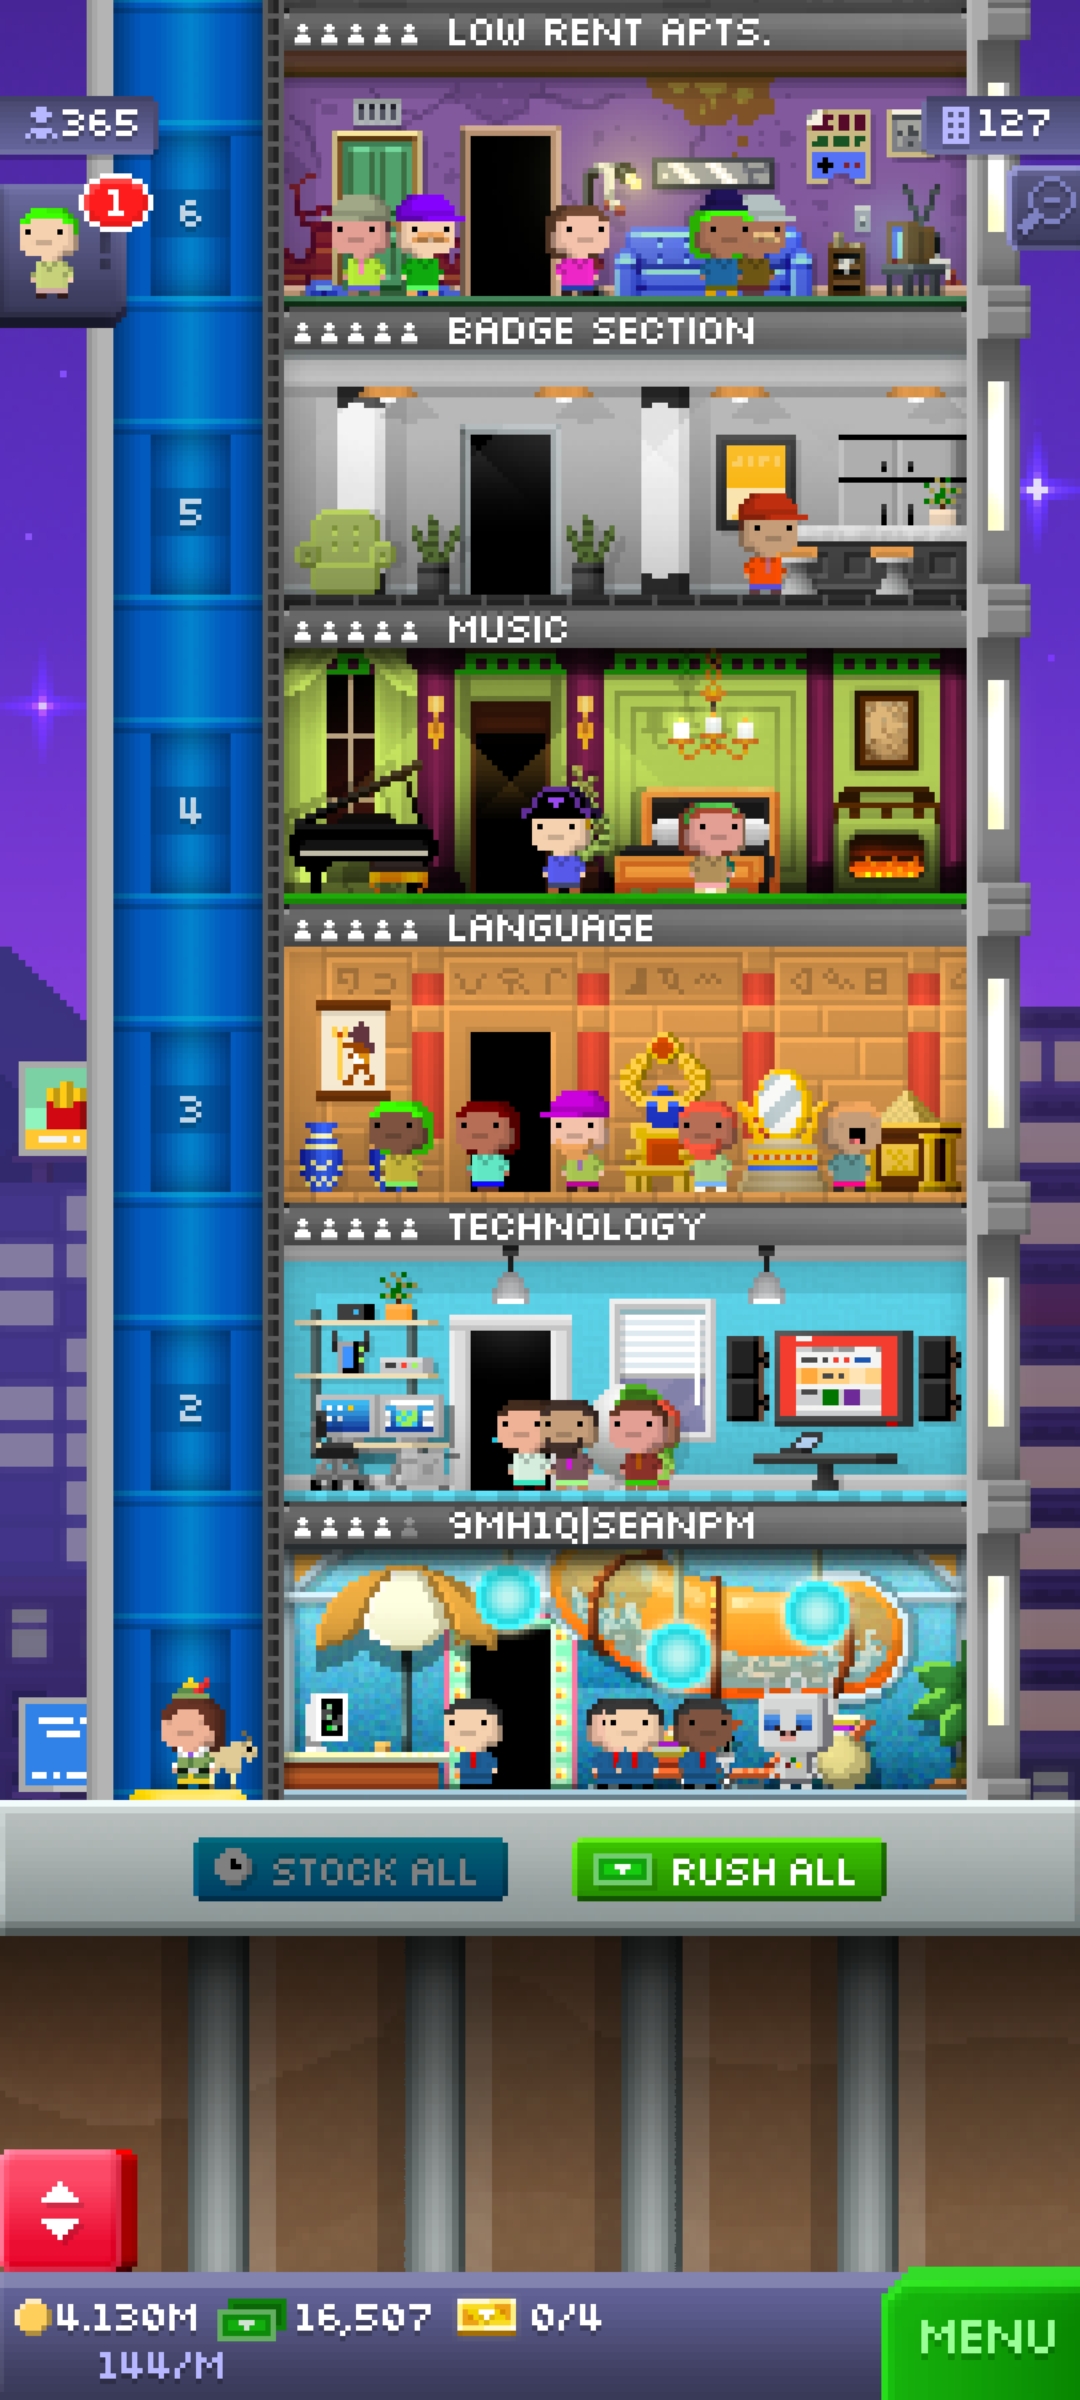 LOW RENT APTS.
365
127
1
6
BADGE SECTION
5
MUSIC
4
LANGUAGE
3
TECHNOLOGY
2
9MH1Q|SEANPM
STOCK ALL
RUSH ALL
4.130M
16,507
0/4
144/M
MENU